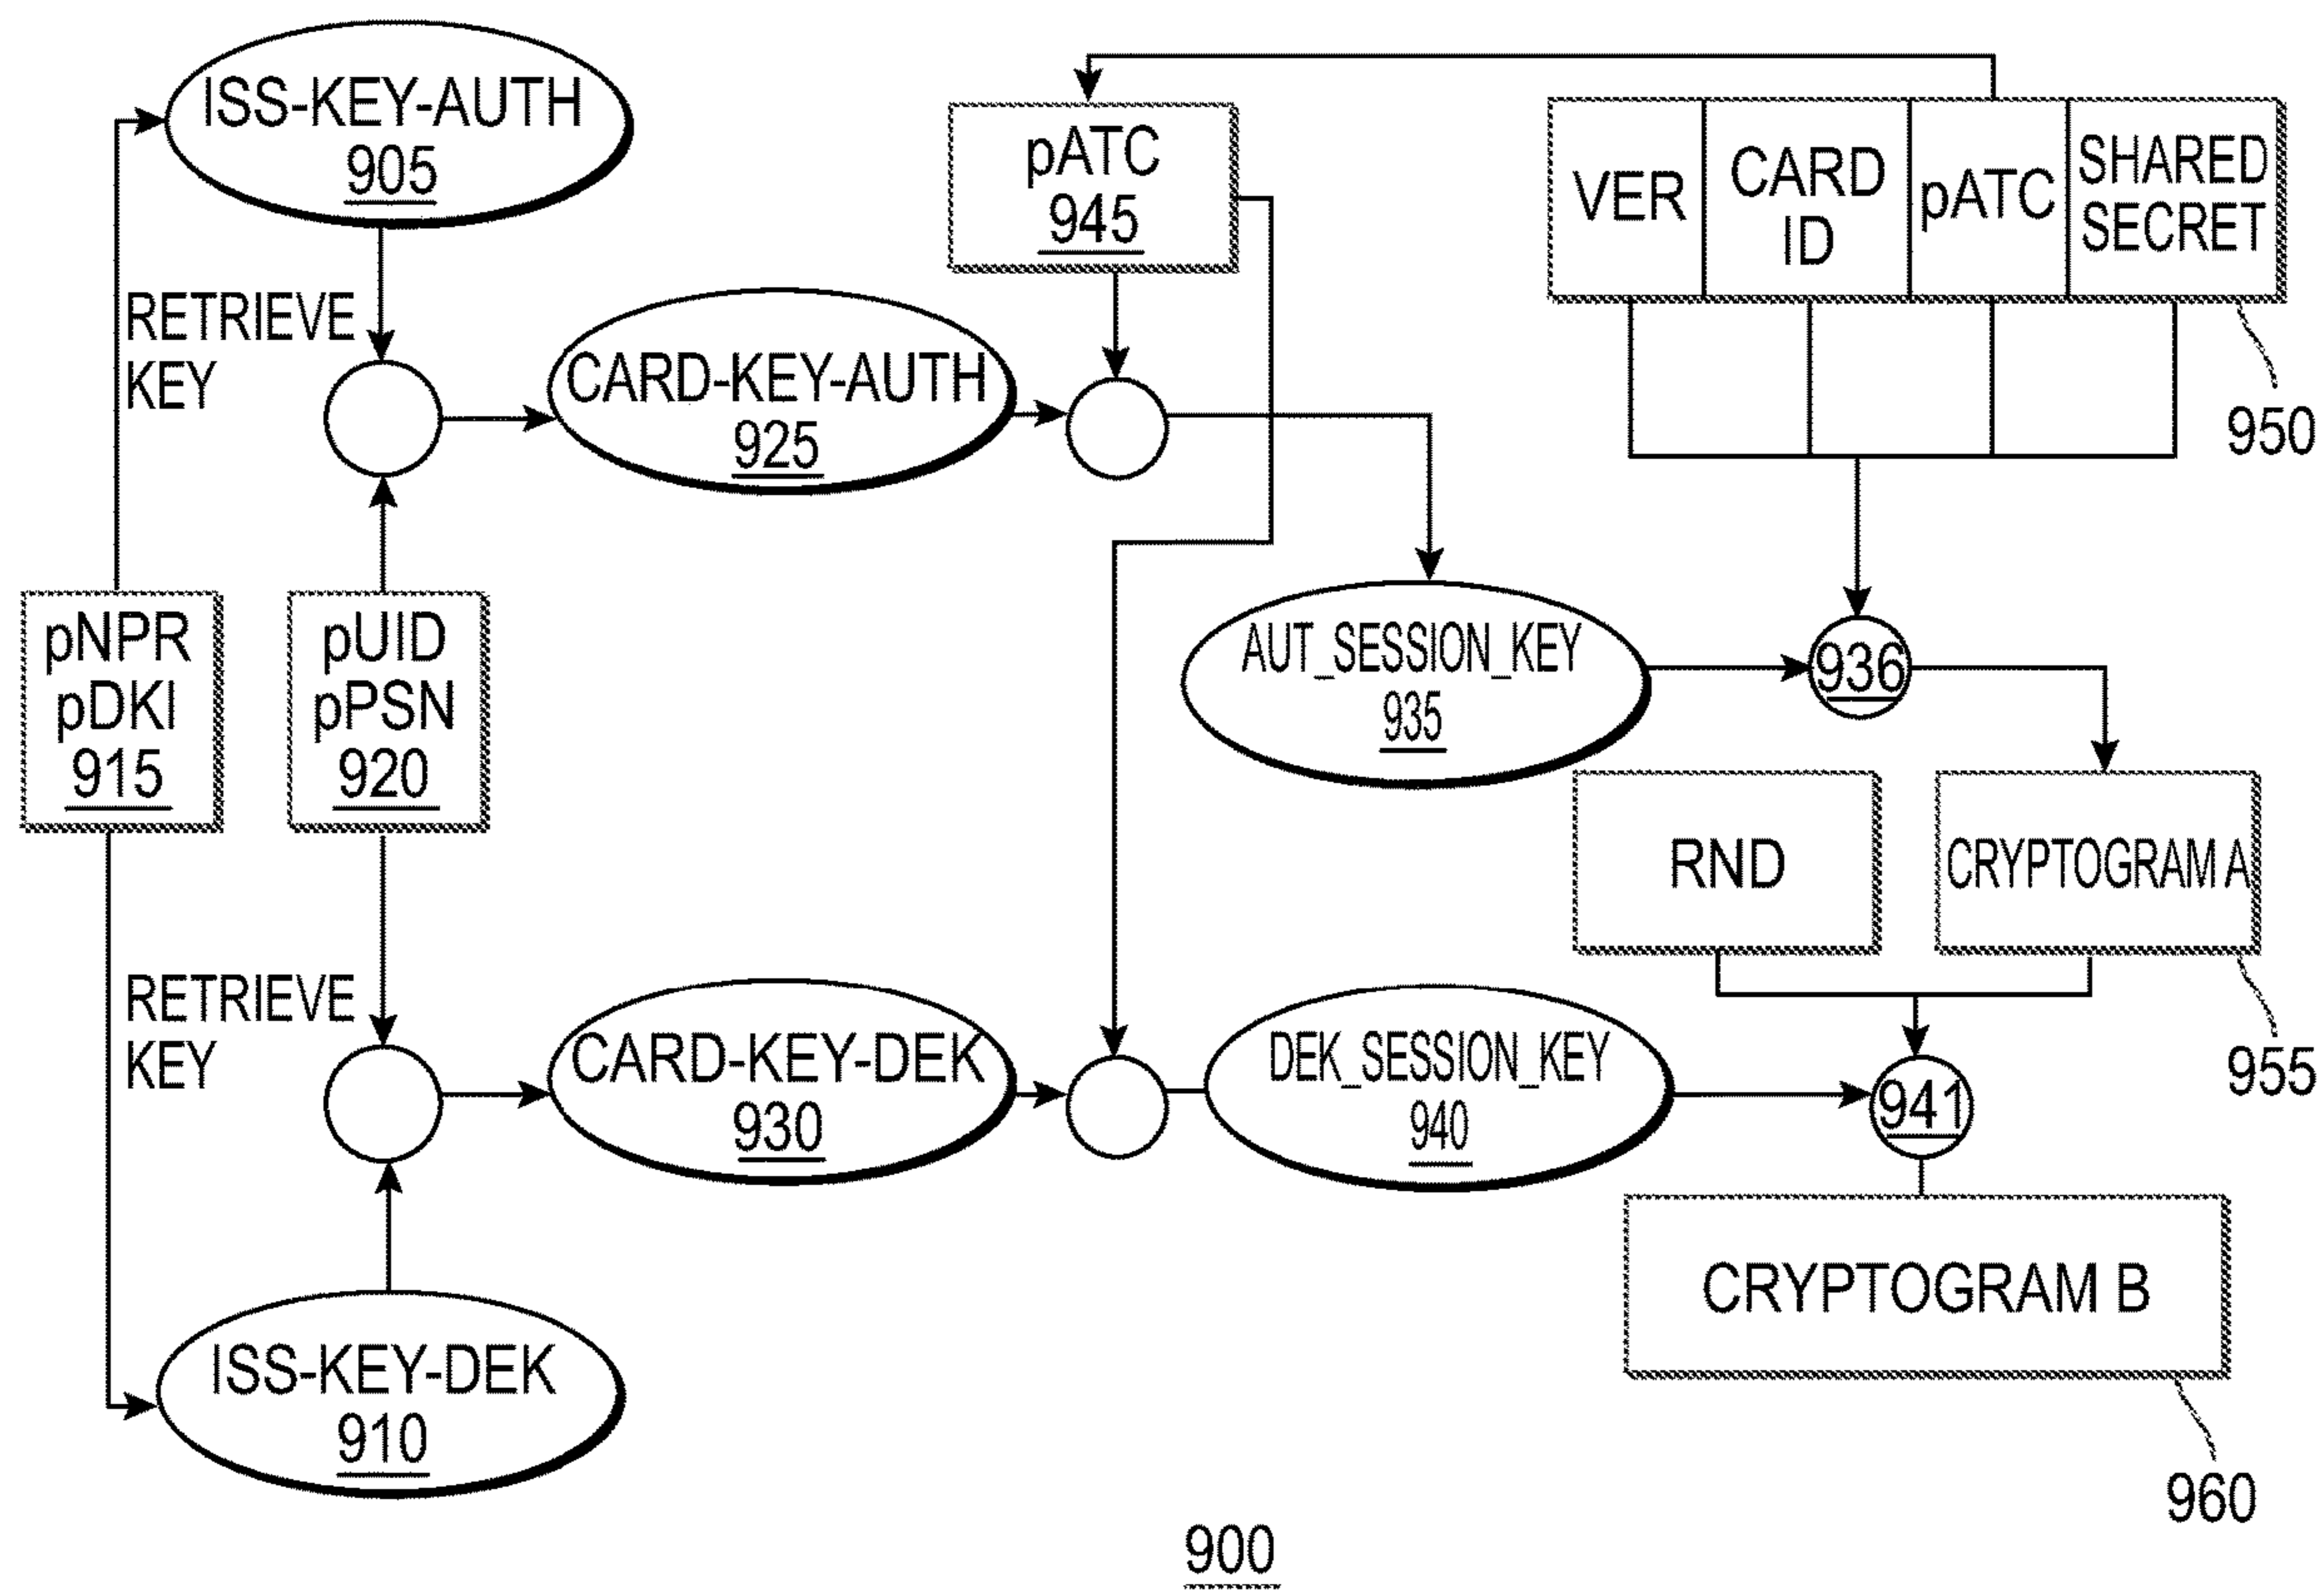 ISS-KEY-AUTH
905
RETRIEVE
KEY
pNPR
pDKI
915
pUID
pPSN
920
RETRIEVE
KEY
ISS-KEY-DEK
910
CARD-KEY-AUTH
925
CARD-KEY-DEK
930
pATC
945
AUT_SESSION_KEY
935
DEK_SESSION_KEY
940
VER
CARD
ID
pATC
SHARED
SECRET
950
936
RND
CRYPTOGRAM A
955
941
CRYPTOGRAM B
960
900